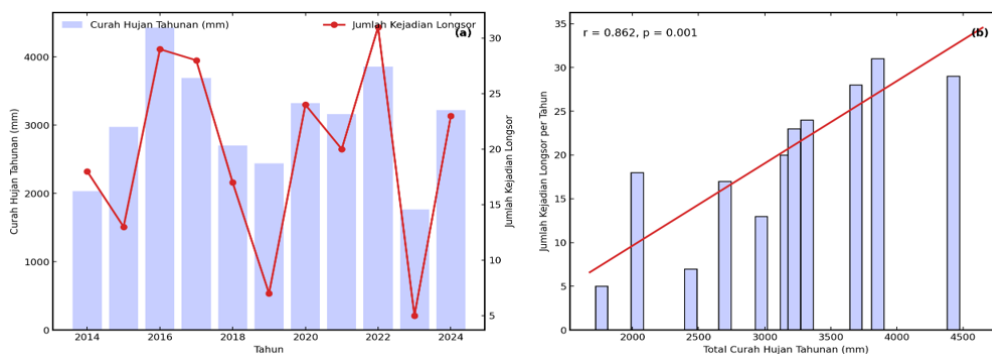 Curah Hujan Tahunan (mm)
Jumlah Kejadian Longsor
(a)
4000
3000
2000
1000
0
Curah Hujan Tahunan (mm)
30
25
20
15
10
5
Jumlah Kejadian Longsor
2014 2016 2018 2020 2022 2024
Tahun
r = 0.862, p = 0.001
(b)
35
30
25
20
15
10
5
0
Jumlah Kejadian Longsor per Tahun
2000 2500 3000 3500 4000 4500
Total Curah Hujan Tahunan (mm)